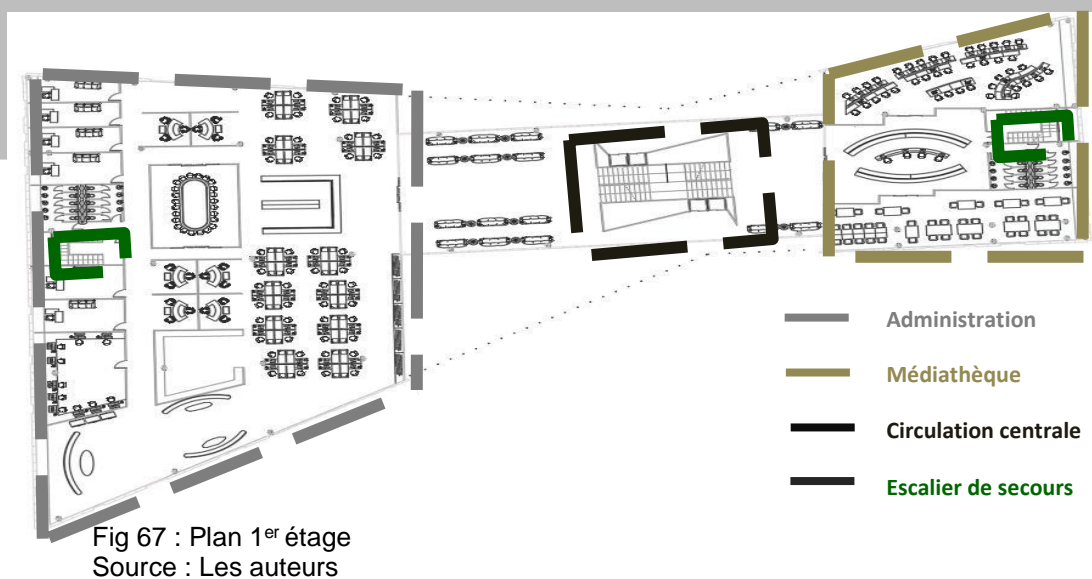 Administration
Médiathèque
Circulation centrale
Escalier de secours
Fig 67 : Plan 1er étage
Source : Les auteurs